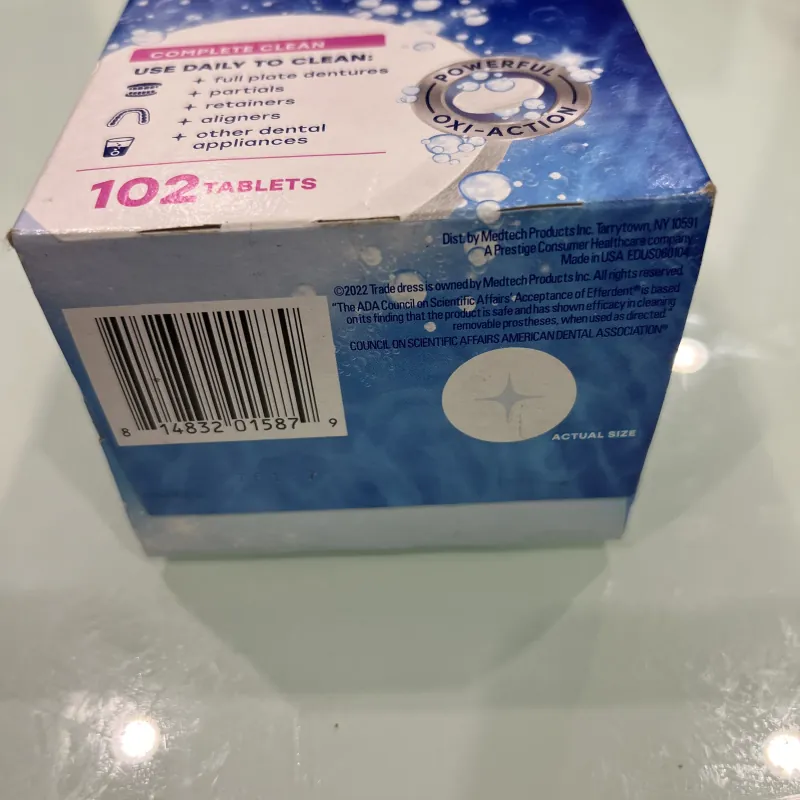 COMPLETE CLEAN
USE DAILY TO CLEAN:
+ full plate dentures
+ partials
+ retainers
+ aligners
+ other dental
appliances
102 TABLETS
POWERFUL
OXI-ACTION
Dist. by Medtech Products Inc. Tarrytown, NY 10591
A Prestige Consumer Healthcare company
Made in USA
©2022 Trade dress is owned by Medtech Products Inc. All rights reserved.
"The ADA Council on Scientific Affairs' Acceptance of Efferdent® is based
on its finding that the product is safe and has shown efficacy in cleaning
removable prostheses, when used as directed."
COUNCIL ON SCIENTIFIC AFFAIRS AMERICAN DENTAL ASSOCIATION®
8 14832 01587 9
ACTUAL SIZE